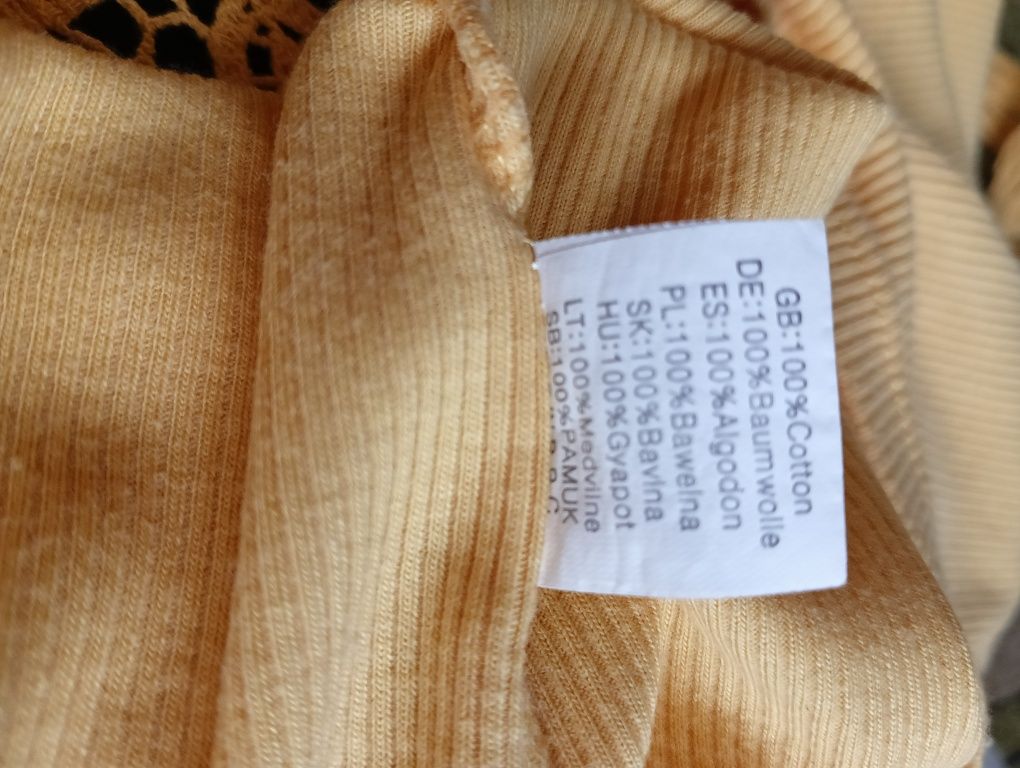 GB:100%Cotton
DE:100%Baumwolle
ES:100%Algodon
PL:100%Bawelna
SK:100%Bavlna
HU:100%Gyapot
LT:100%Medvilne
SB:100%PAMUK